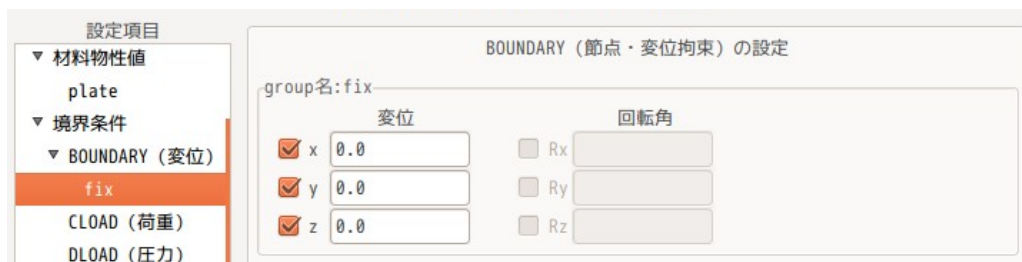 設定項目
▼ 材料物性値
plate
▼ 境界条件
▼ BOUNDARY (変位)
fix
CLOAD (荷重)
DLOAD (圧力)
BOUNDARY (節点・変位拘束) の設定
group名:fix
変位 回転角
x 0.0 Rx
y 0.0 Ry
z 0.0 Rz